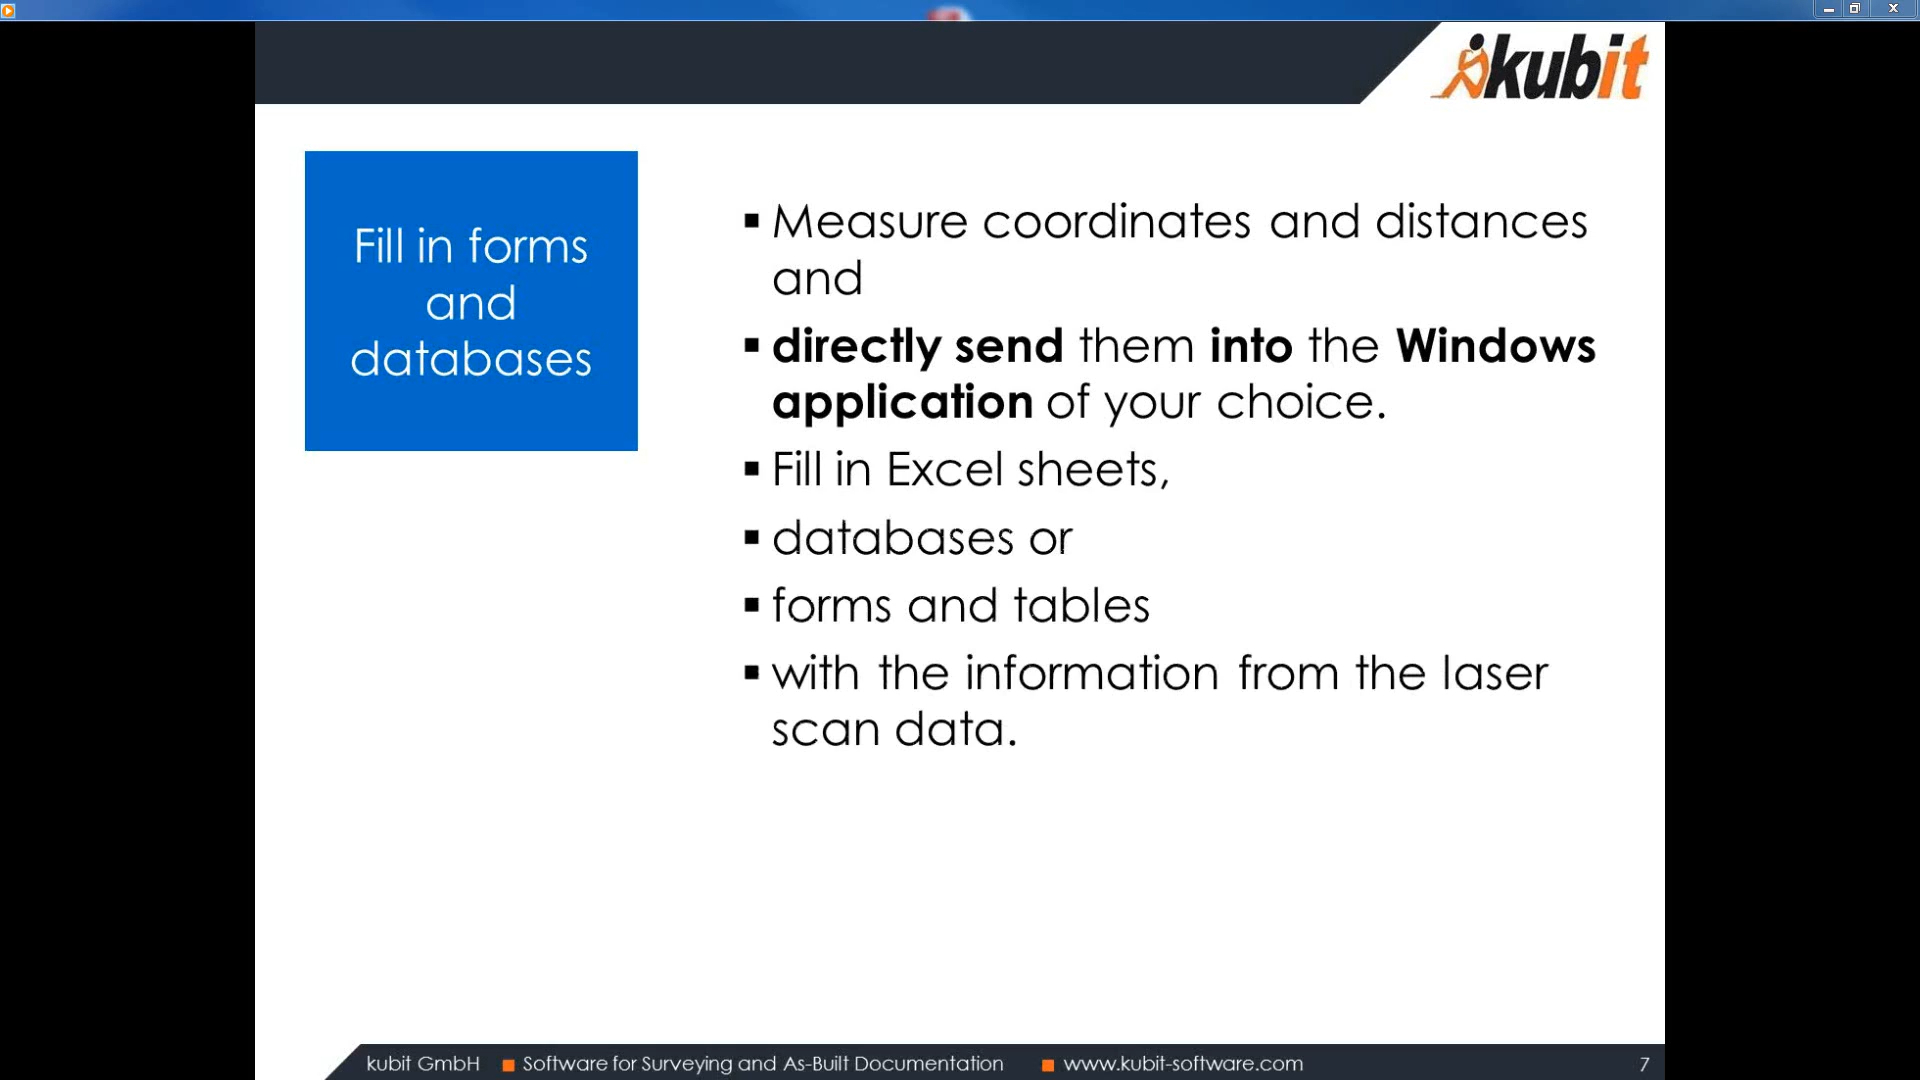 kubit
Fill in forms
and
databases
▪ Measure coordinates and distances
and
▪ directly send them into the Windows
application of your choice.
▪ Fill in Excel sheets,
▪ databases or
▪ forms and tables
▪ with the information from the laser
scan data.
kubit GmbH ■ Software for Surveying and As-Built Documentation ■ www.kubit-software.com 7